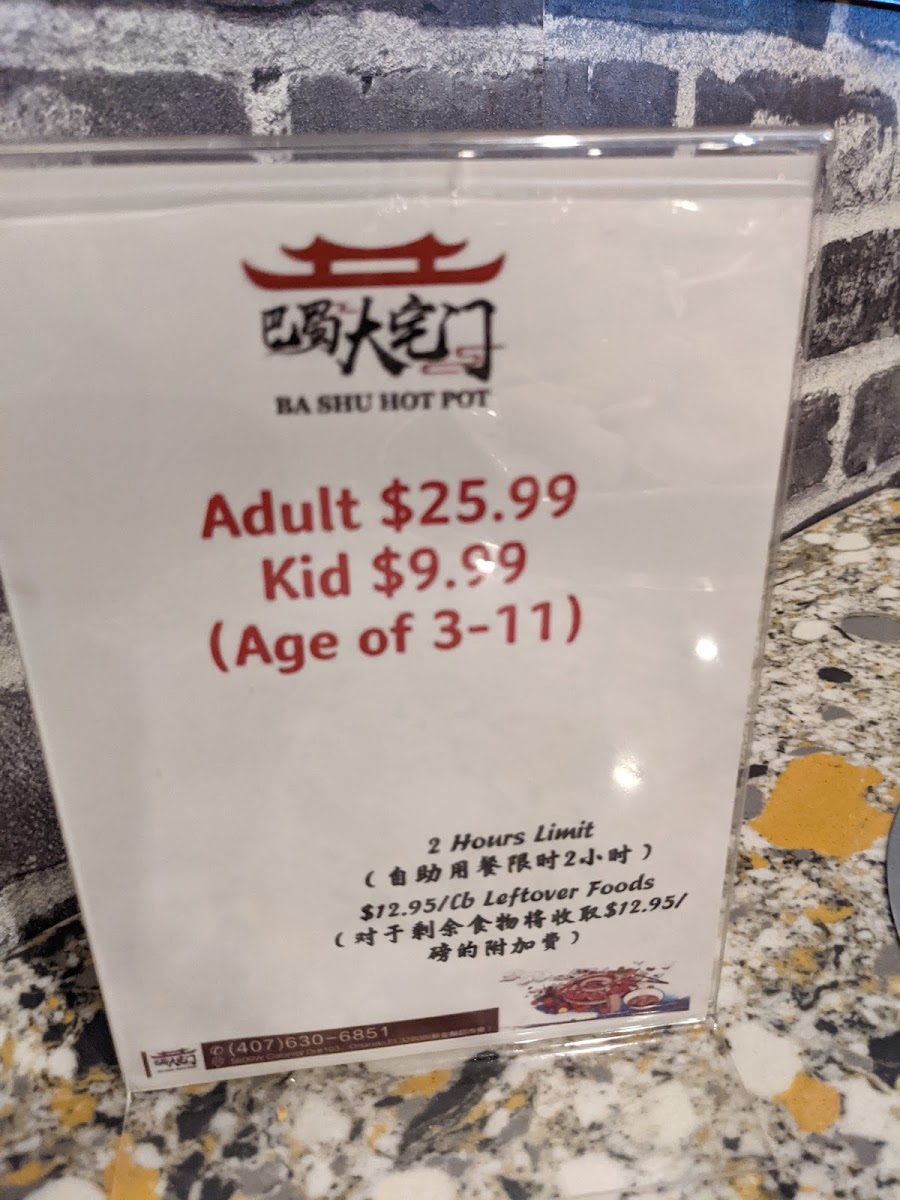 巴蜀大宅门
BA SHU HOT POT
Adult $25.99
Kid $9.99
(Age of 3-11)
2 Hours Limit
(自助用餐限时2小时)
$12.95/Lb Leftover Foods
(对于剩余食物将收取$12.95/
磅的附加费)
(407)630-6851